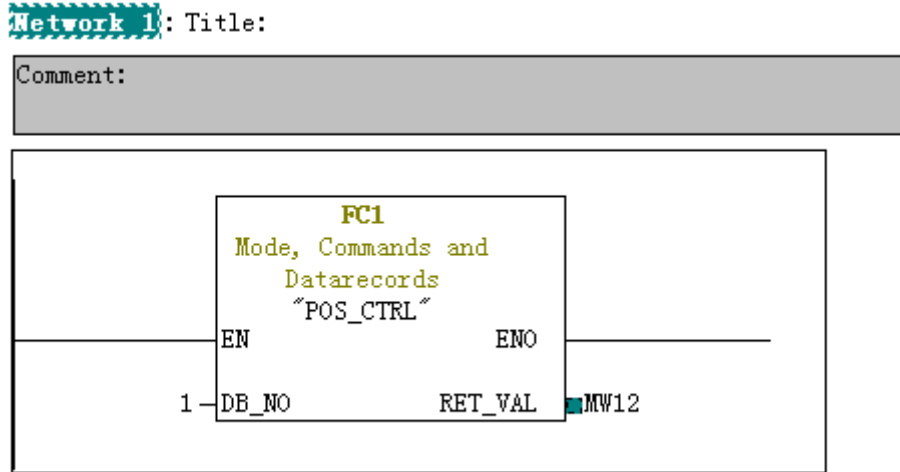 Network 1: Title:
Comment:
FC1
Mode, Commands and
Datarecords
"POS_CTRL"
EN ENO
1 DB_NO RET_VAL MW12